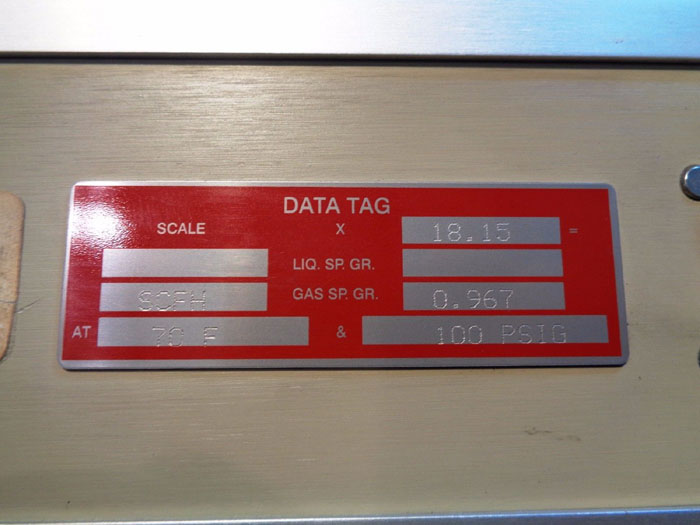 DATA TAG
SCALE X 18.15 =
LIQ. SP. GR.
SCFH GAS SP. GR. 0.967
AT 70 F & 100 PSIG